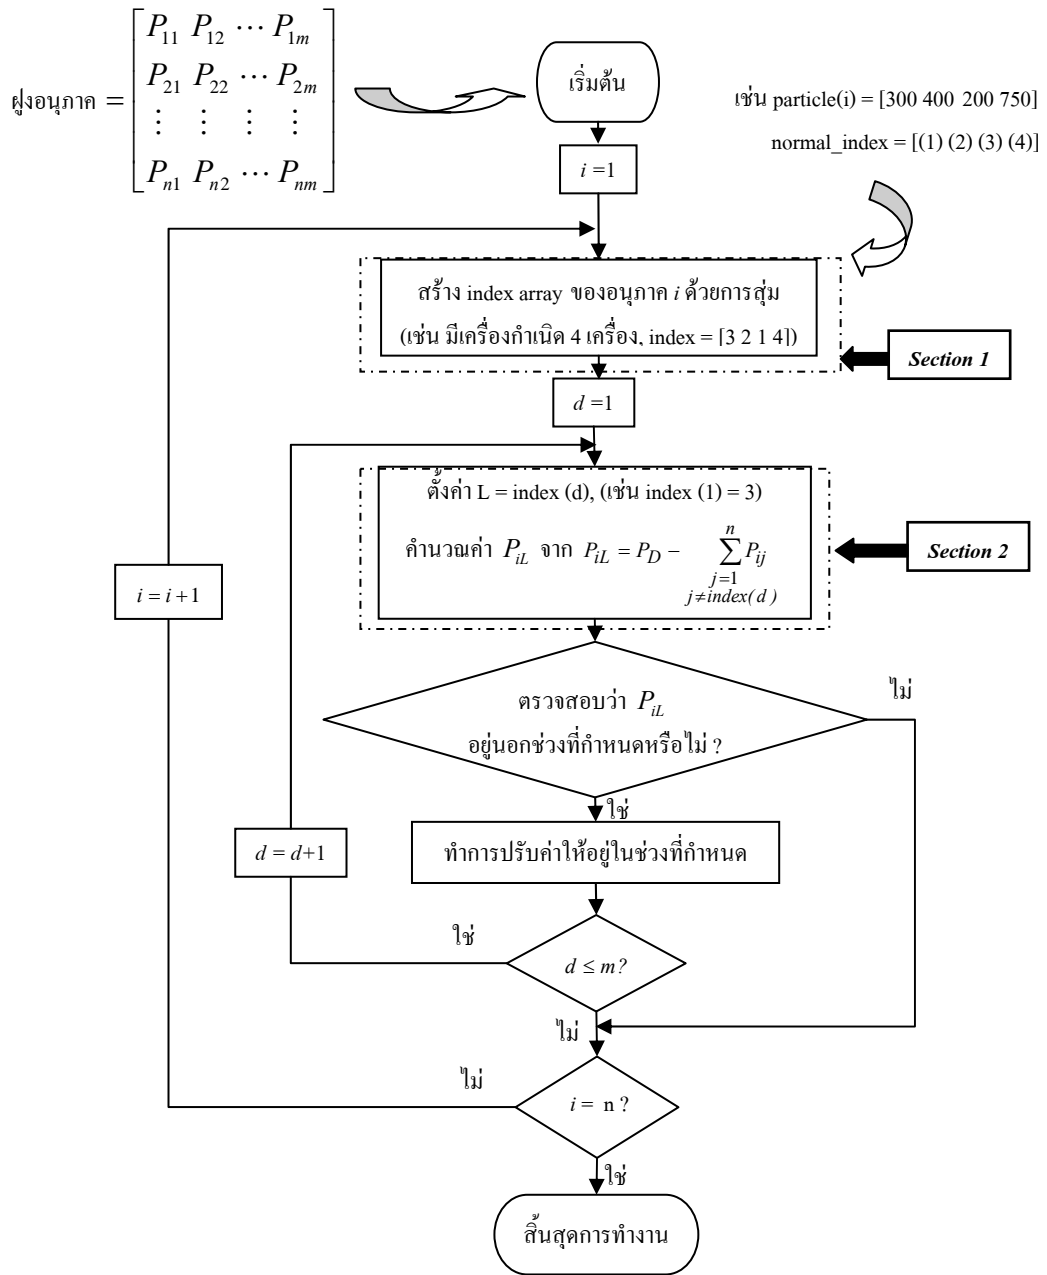 ฝูงอนุภาค = [P11 P12 ⋯ P1m
P21 P22 ⋯ P2m
⋮ ⋮ ⋮ ⋮
Pn1 Pn2 ⋯ Pnm]
เริ่มต้น
เช่น particle(i) = [300 400 200 750]
normal_index = [(1) (2) (3) (4)]
i =1
สร้าง index array ของอนุภาค i ด้วยการสุ่ม
(เช่น มีเครื่องกำเนิด 4 เครื่อง, index = [3 2 1 4])
Section 1
d =1
ตั้งค่า L = index (d), (เช่น index (1) = 3)
คำนวณค่า PiL จาก PiL = PD − ∑ Pij
n
j=1
j≠index(d)
Section 2
i = i+1
ตรวจสอบว่า PiL
อยู่นอกช่วงที่กำหนดหรือไม่ ?
ไม่
ใช่
ทำการปรับค่าให้อยู่ในช่วงที่กำหนด
d = d+1
ใช่
d ≤ m?
ไม่
ไม่
i = n ?
ใช่
สิ้นสุดการทำงาน